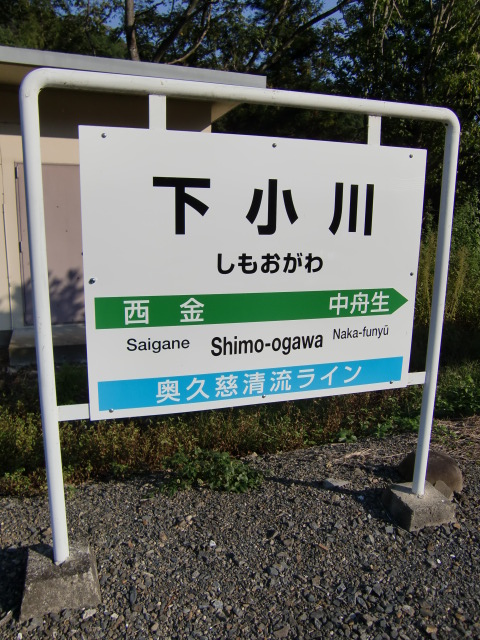 下小川
しもおがわ
西金 中舟生
Saigane Shimo-ogawa Naka-funyū
奥久慈清流ライン